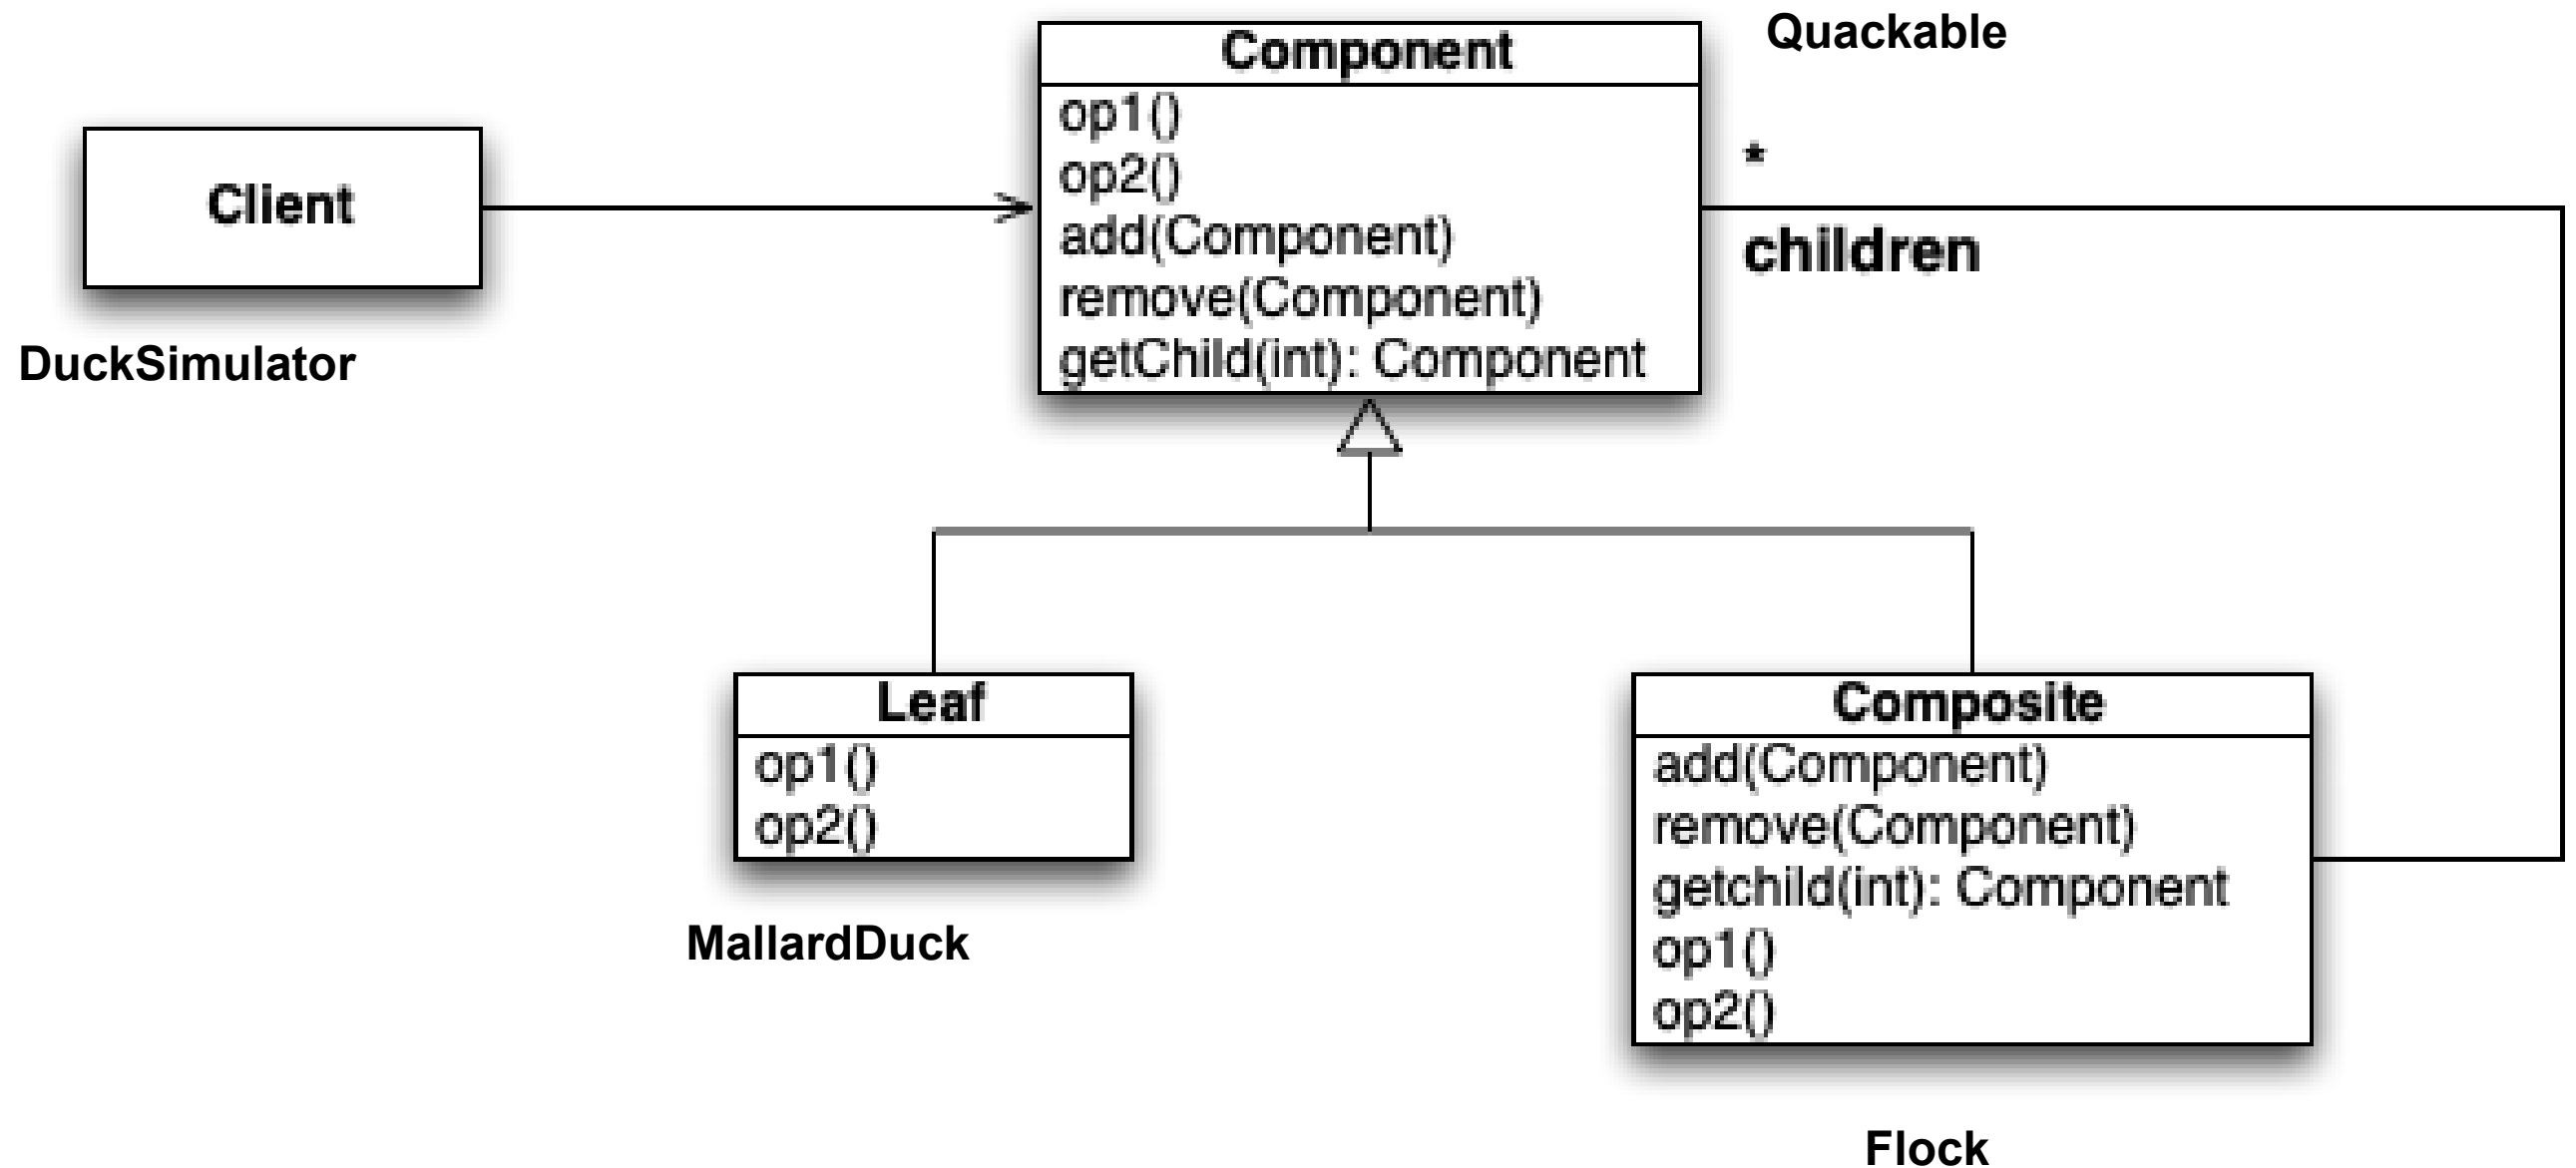 Quackable
Component
op1()
op2()
add(Component)
remove(Component)
getChild(int): Component
*
children
Client
DuckSimulator
Leaf
op1()
op2()
MallardDuck
Composite
add(Component)
remove(Component)
getchild(int): Component
op1()
op2()
Flock